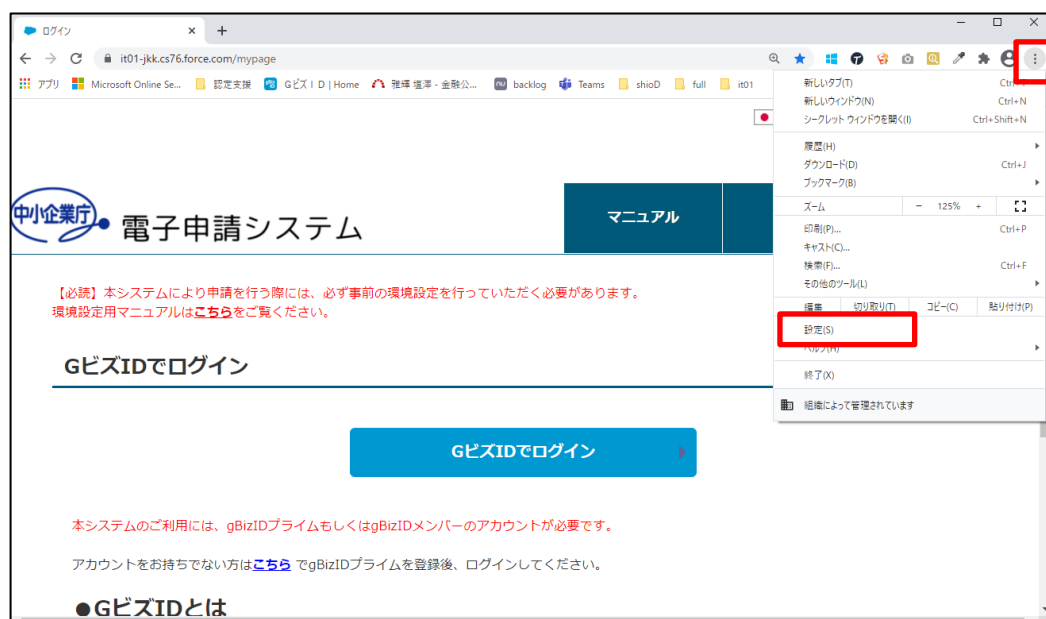 ログイン
it01-jkk.cs76.force.com/mypage
アプリ Microsoft Online Se... 認定支援 GビズID | Home 雅輝 塩澤 - 金融公... backlog Teams shioD full it01
新しいタブ(T)
新しいウィンドウ(N) Ctrl+N
シークレット ウィンドウを開く(I) Ctrl+Shift+N
履歴(H)
ダウンロード(D) Ctrl+J
ブックマーク(B)
ズーム － 125% +
印刷(P)... Ctrl+P
キャスト(C)...
検索(F)... Ctrl+F
その他のツール(L)
編集 切り取り(T) コピー(C) 貼り付け(P)
設定(S)
ヘルプ(H)
終了(X)
組織によって管理されています
中小企業庁
電子申請システム
マニュアル
【必読】本システムにより申請を行う際には、必ず事前の環境設定を行っていただく必要があります。
環境設定用マニュアルはこちらをご覧ください。
GビズIDでログイン
GビズIDでログイン
本システムのご利用には、gBizIDプライムもしくはgBizIDメンバーのアカウントが必要です。
アカウントをお持ちでない方はこちら でgBizIDプライムを登録後、ログインしてください。
●GビズIDとは